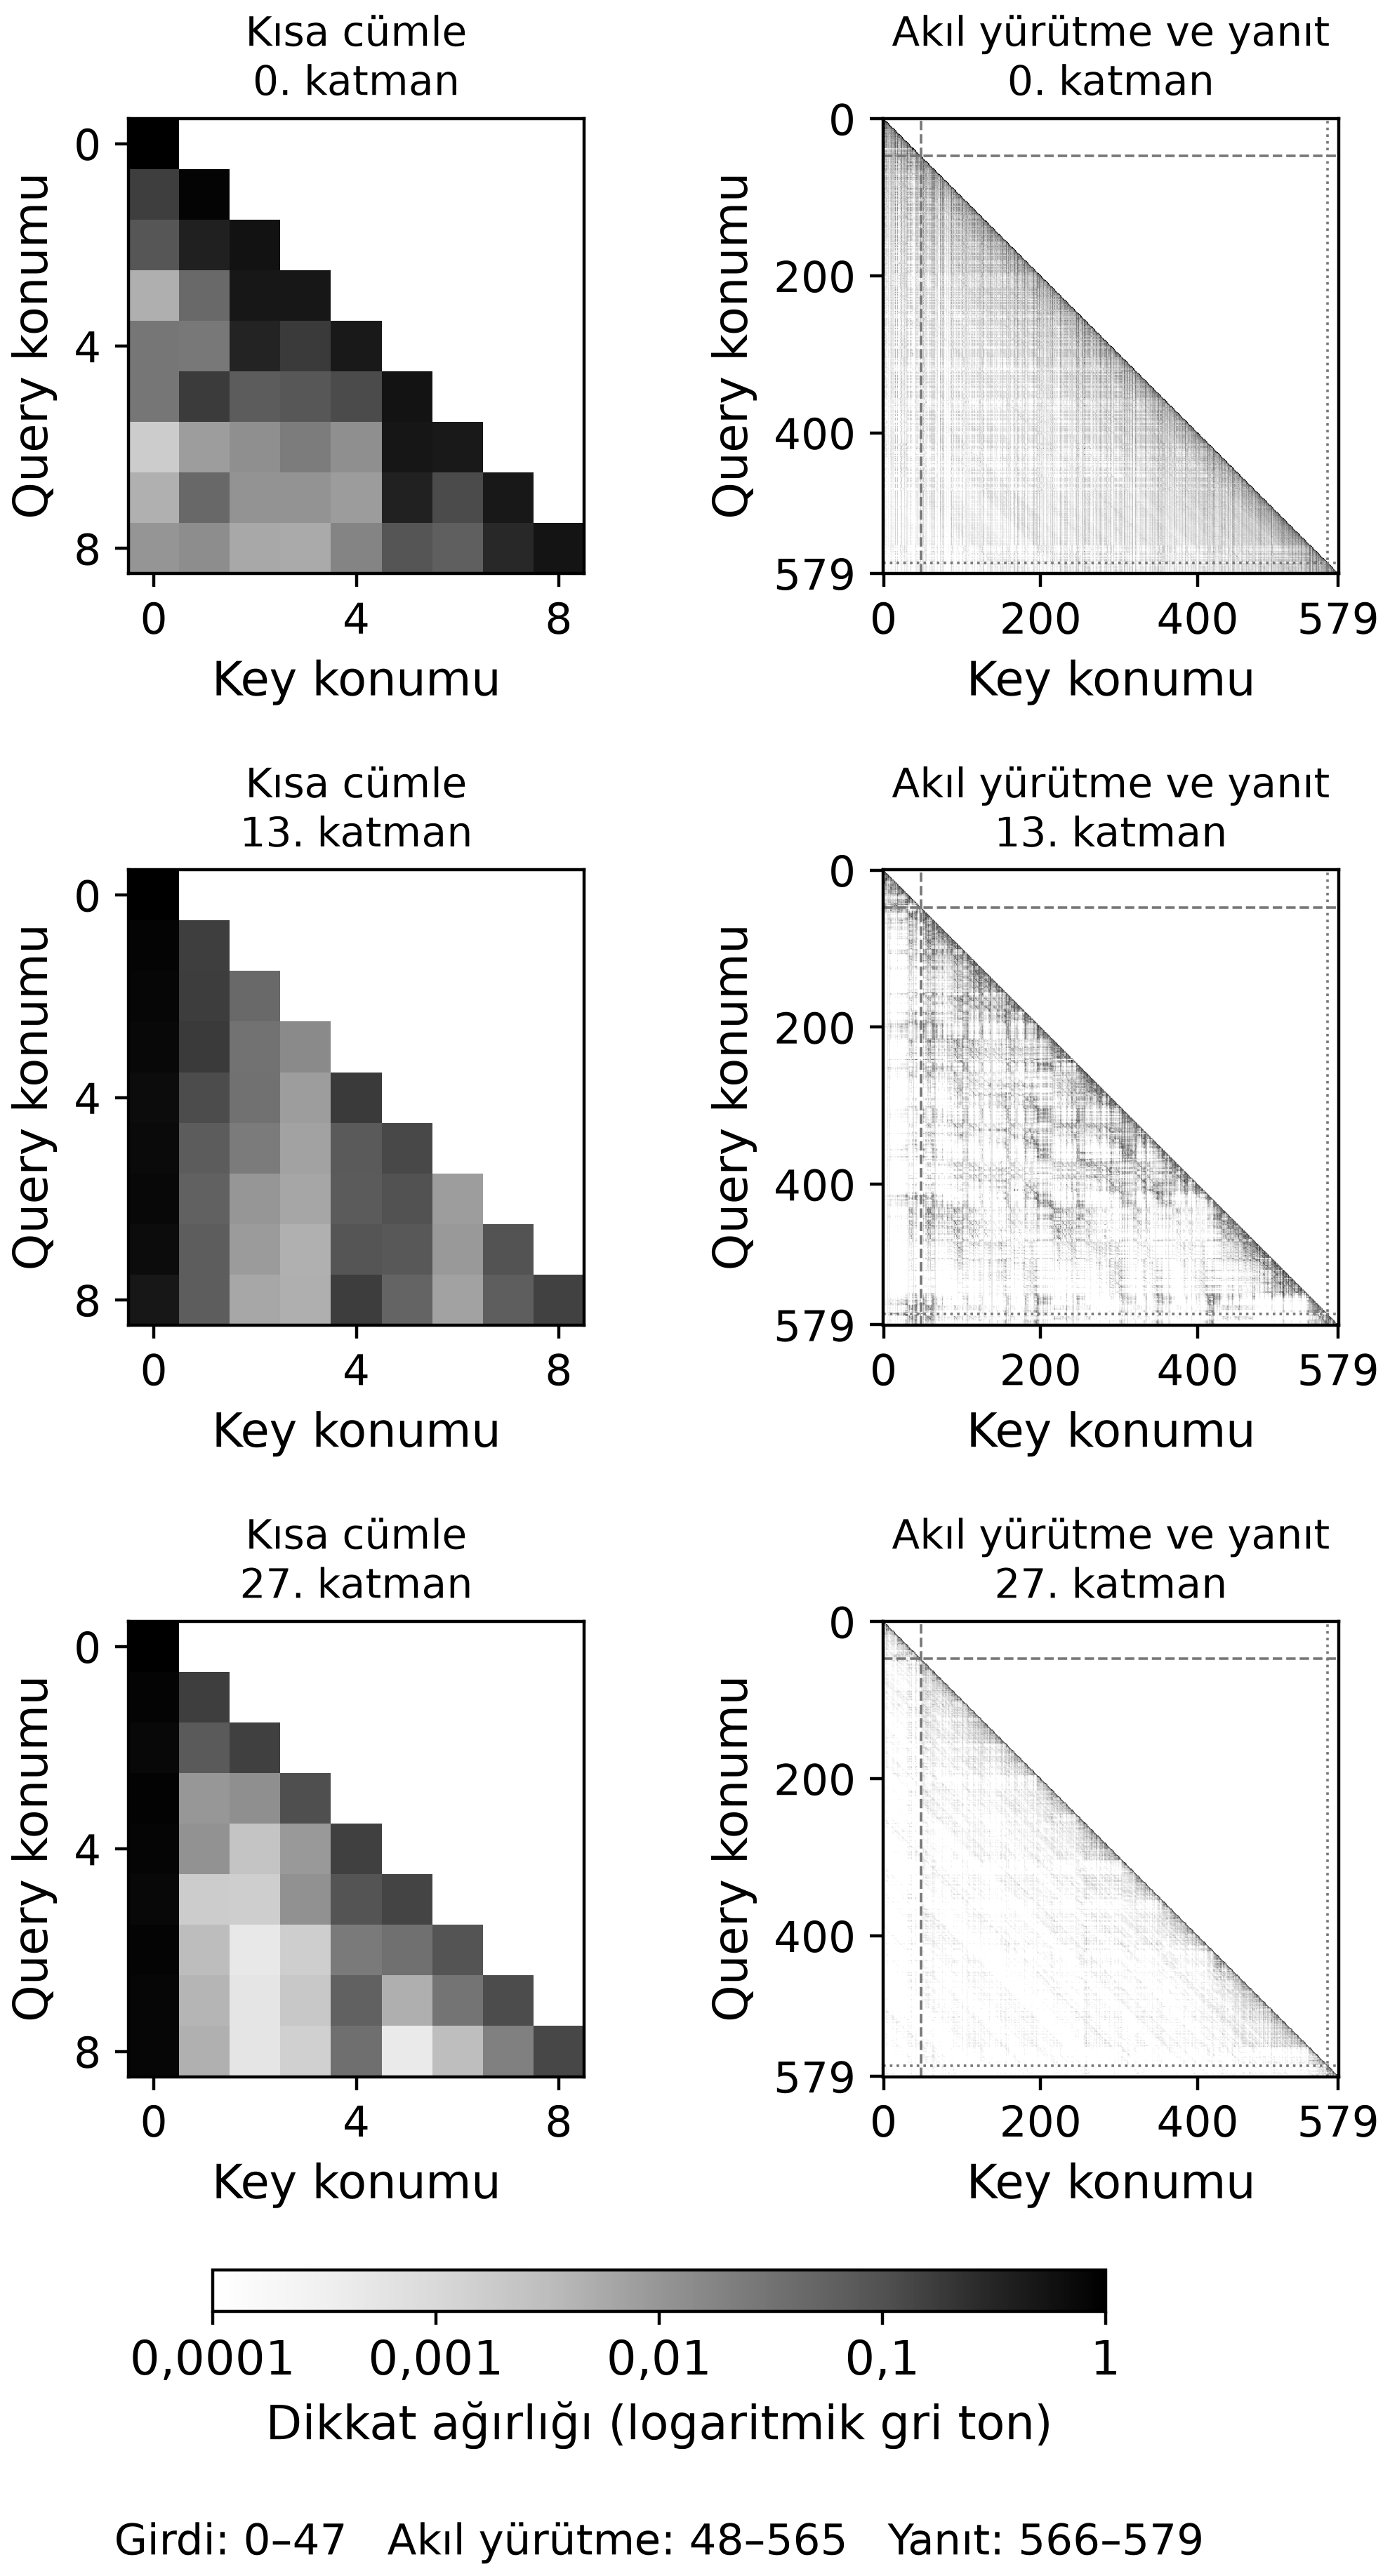 Kısa cümle
0. katman
Akıl yürütme ve yanıt
0. katman
Query konumu
0
4
8
0
4
8
Key konumu
Query konumu
0
200
400
579
0
200
400
579
Key konumu
Kısa cümle
13. katman
Akıl yürütme ve yanıt
13. katman
Query konumu
0
4
8
0
4
8
Key konumu
Query konumu
0
200
400
579
0
200
400
579
Key konumu
Kısa cümle
27. katman
Akıl yürütme ve yanıt
27. katman
Query konumu
0
4
8
0
4
8
Key konumu
Query konumu
0
200
400
579
0
200
400
579
Key konumu
0,0001 0,001 0,01 0,1 1
Dikkat ağırlığı (logaritmik gri ton)
Girdi: 0–47 Akıl yürütme: 48–565 Yanıt: 566–579